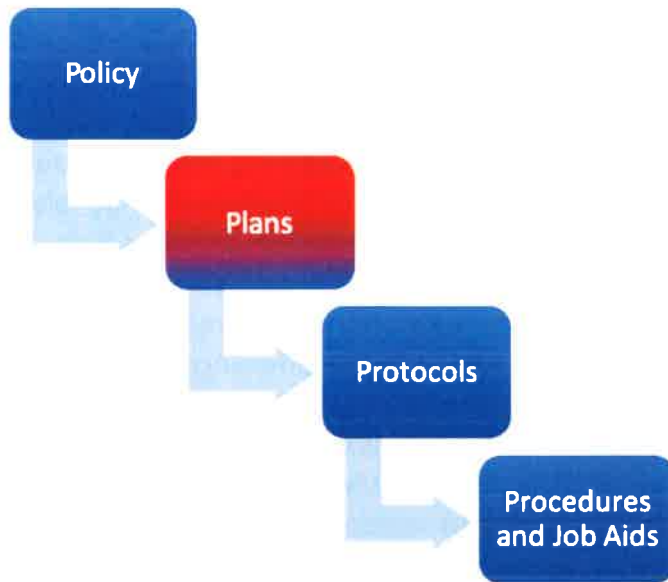 Policy
Plans
Protocols
Procedures
and Job Aids